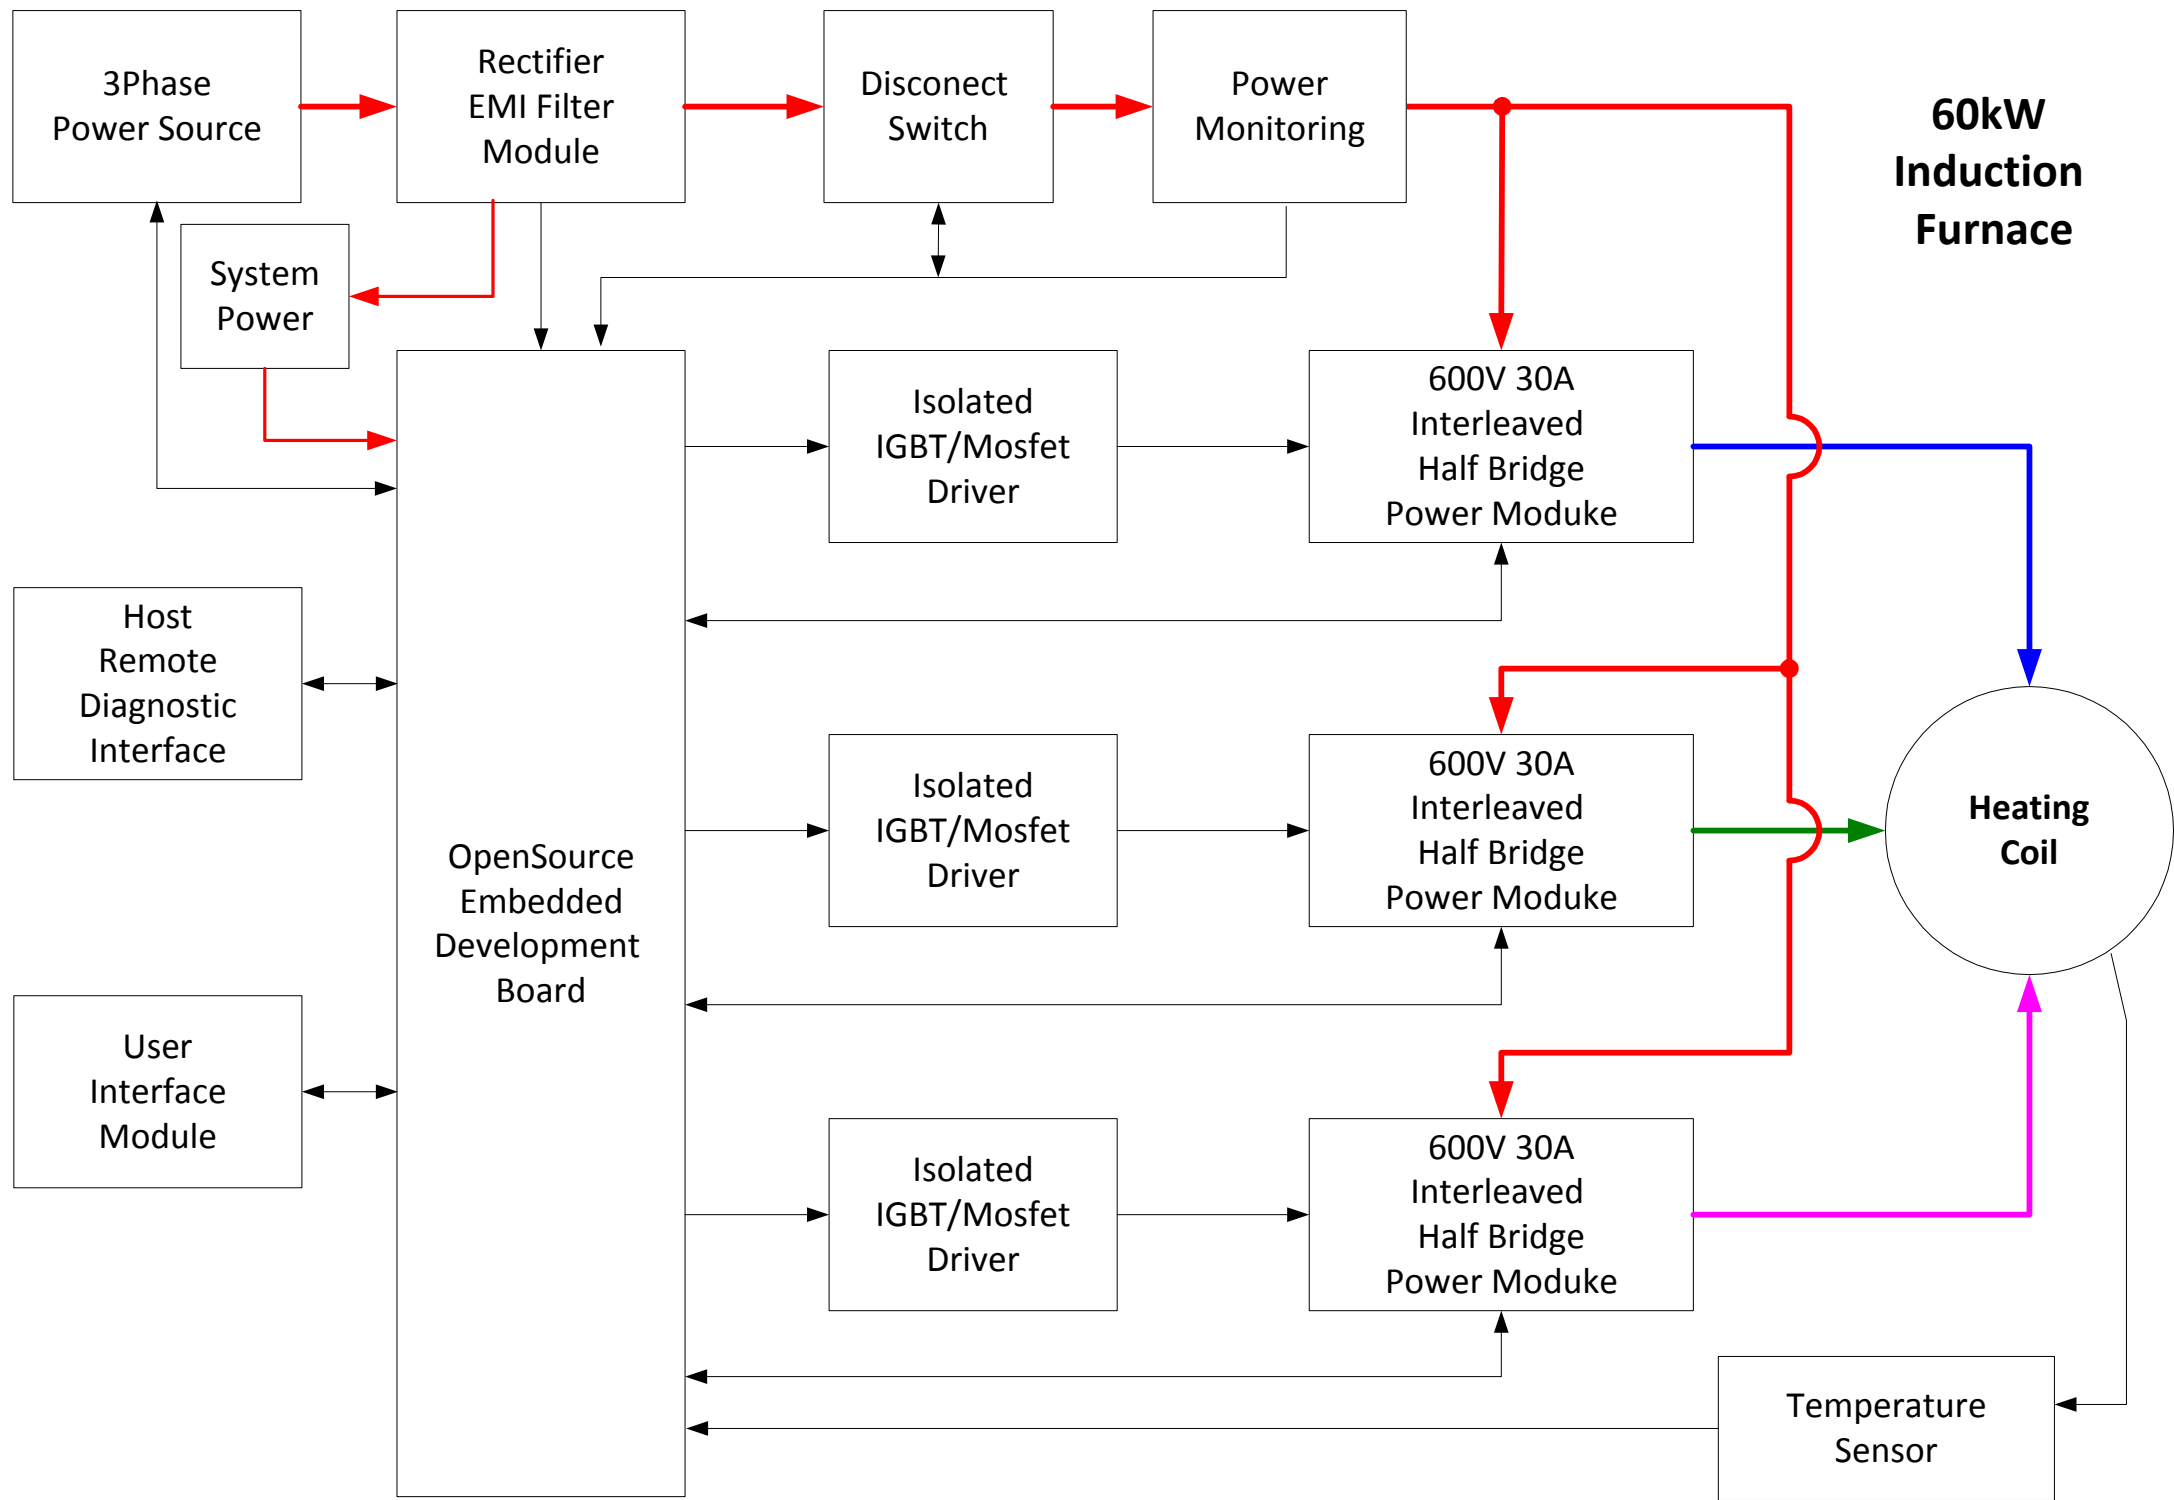 3Phase
Power Source
Rectifier
EMI Filter
Module
Disconect
Switch
Power
Monitoring
60kW
Induction
Furnace
System
Power
Isolated
IGBT/Mosfet
Driver
600V 30A
Interleaved
Half Bridge
Power Moduke
Host
Remote
Diagnostic
Interface
OpenSource
Embedded
Development
Board
Isolated
IGBT/Mosfet
Driver
600V 30A
Interleaved
Half Bridge
Power Moduke
Heating
Coil
User
Interface
Module
Isolated
IGBT/Mosfet
Driver
600V 30A
Interleaved
Half Bridge
Power Moduke
Temperature
Sensor